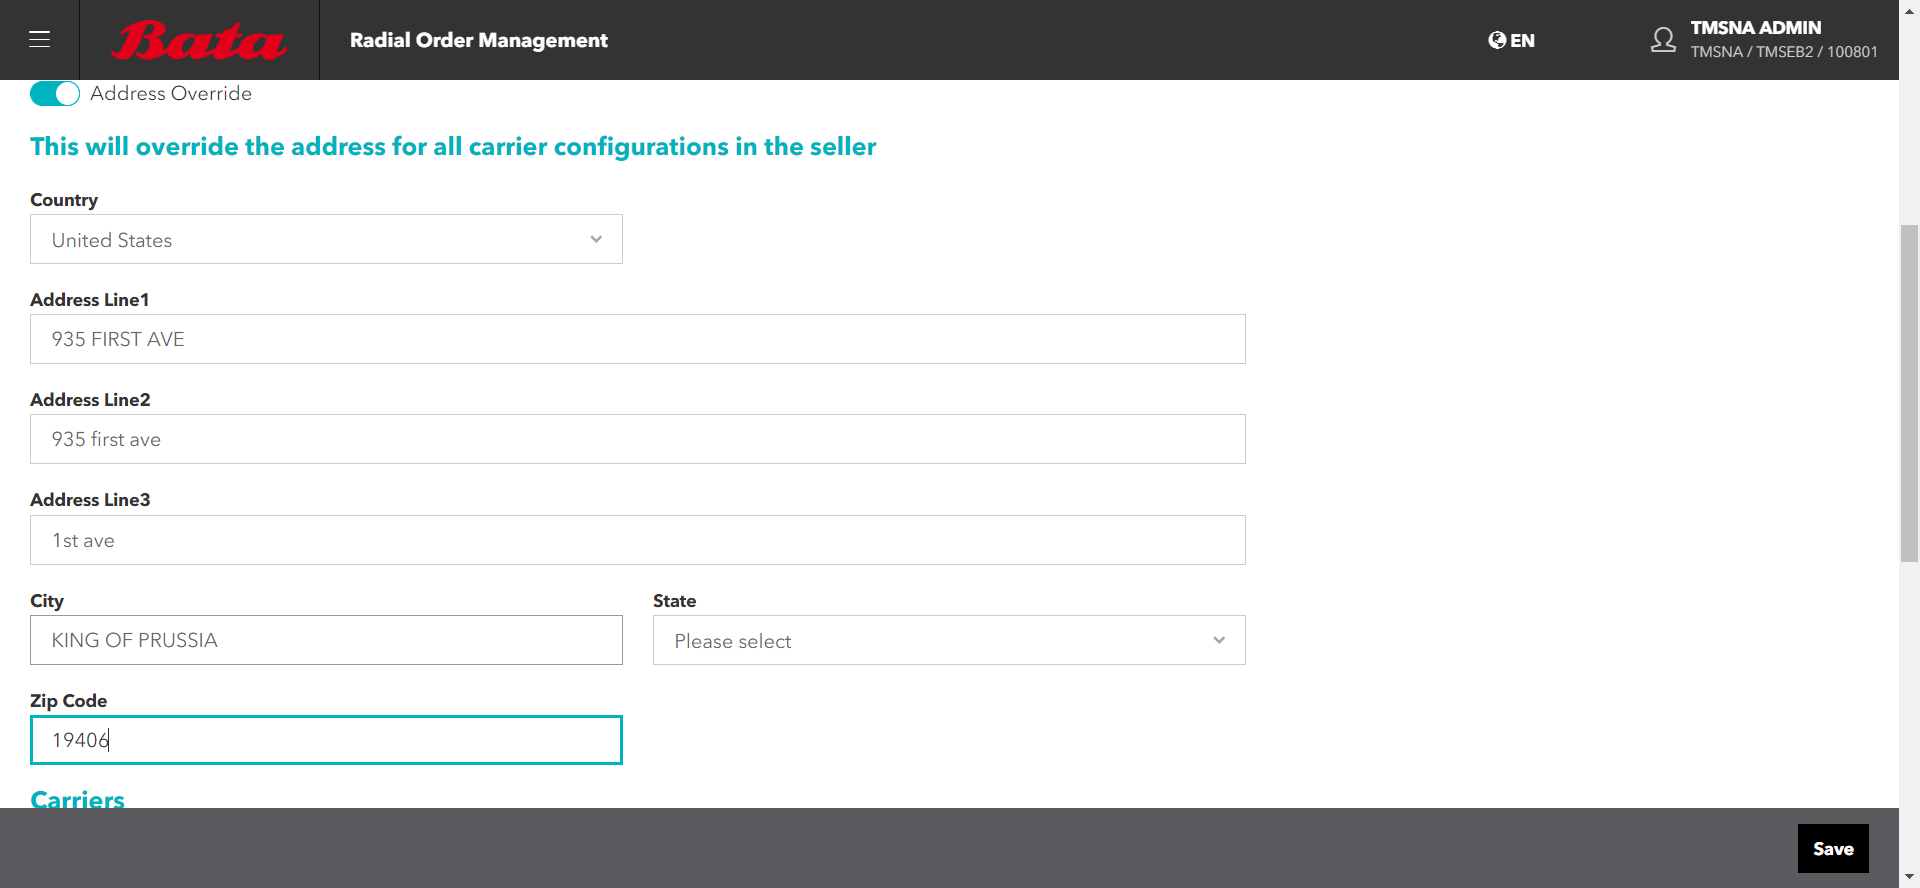 Bata
Radial Order Management
EN
TMSNA ADMIN
TMSNA / TMSEB2 / 100801
Address Override
This will override the address for all carrier configurations in the seller
Country
United States
Address Line1
935 FIRST AVE
Address Line2
935 first ave
Address Line3
1st ave
City
State
KING OF PRUSSIA
Please select
Zip Code
19406
Carriers
Save